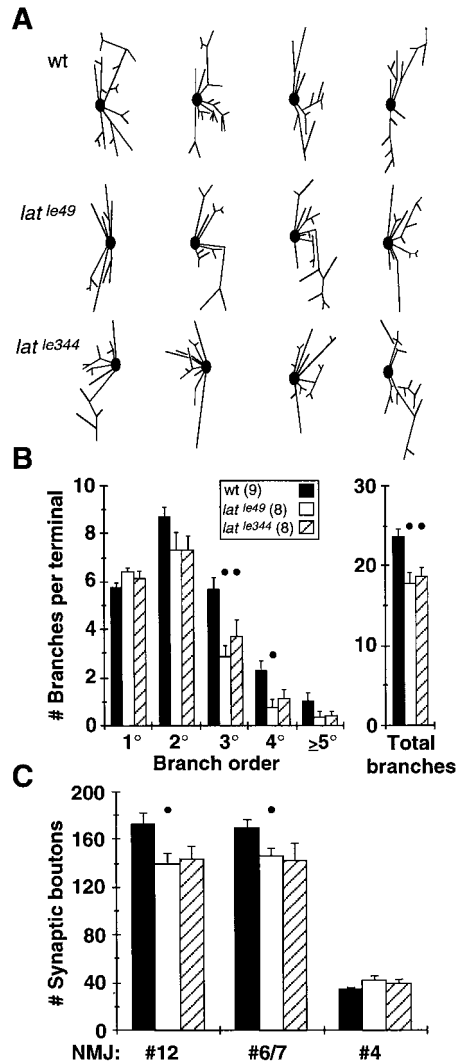 A
wt
lat le49
lat le344
B
wt (9)
lat le49 (8)
lat le344 (8)
# Branches per terminal
10
8
6
4
2
0
1° 2° 3° 4° ≥5°
Branch order
30
20
10
0
Total
branches
C
# Synaptic boutons
200
160
120
80
40
0
NMJ: #12 #6/7 #4